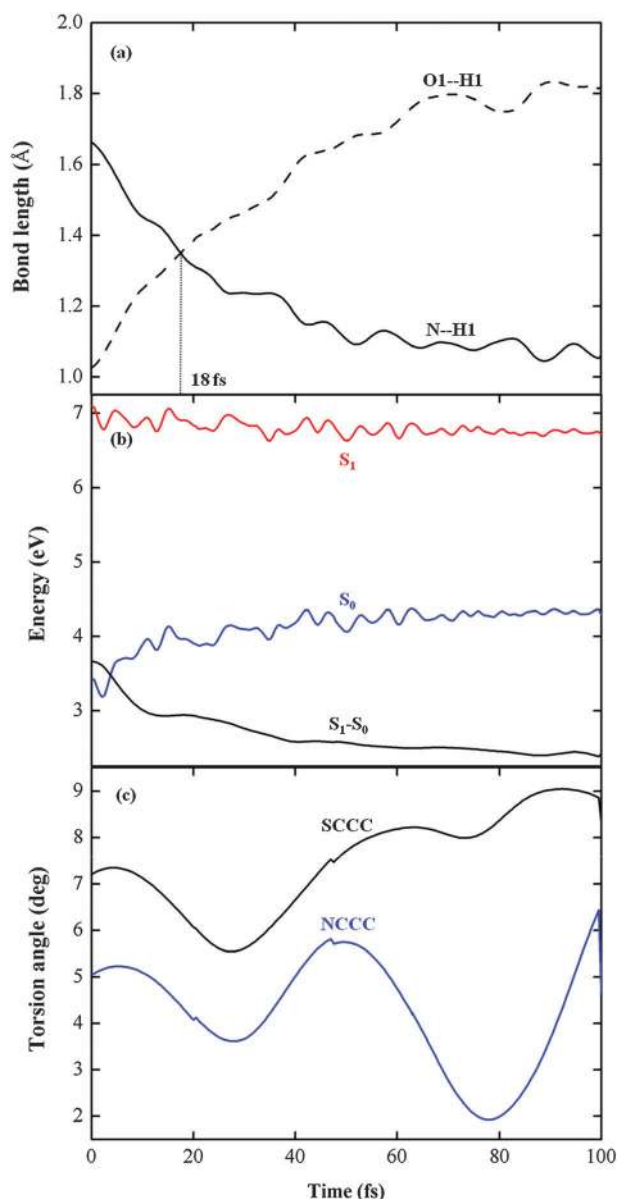 2.0
(a)
O1--H1
1.8
1.6
1.4
1.2
N--H1
1.0
18 fs
Bond length (Å)
7
(b)
S₁
6
5
S₀
4
3
S₁-S₀
Energy (eV)
9
(c)
SCCC
8
7
NCCC
6
5
4
3
2
Torsion angle (deg)
0 20 40 60 80 100
Time (fs)